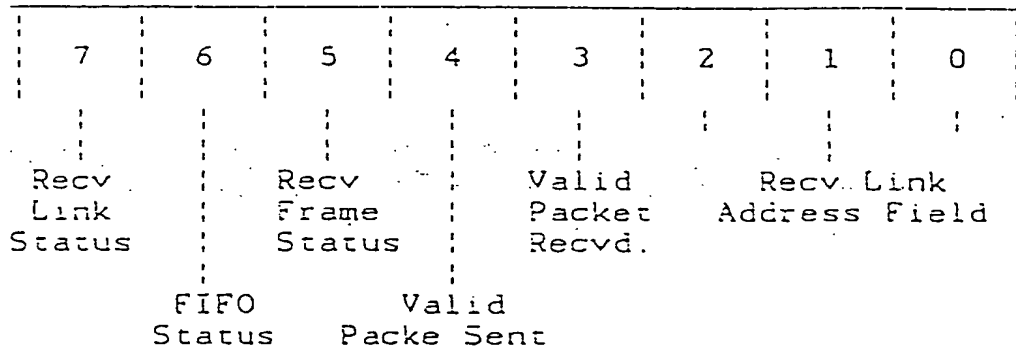 7 6 5 4 3 2 1 0
Recv Recv Valid Recv Link
Link Frame Packet Address Field
Status Status Recvd.
FIFO Valid
Status Packe Sent